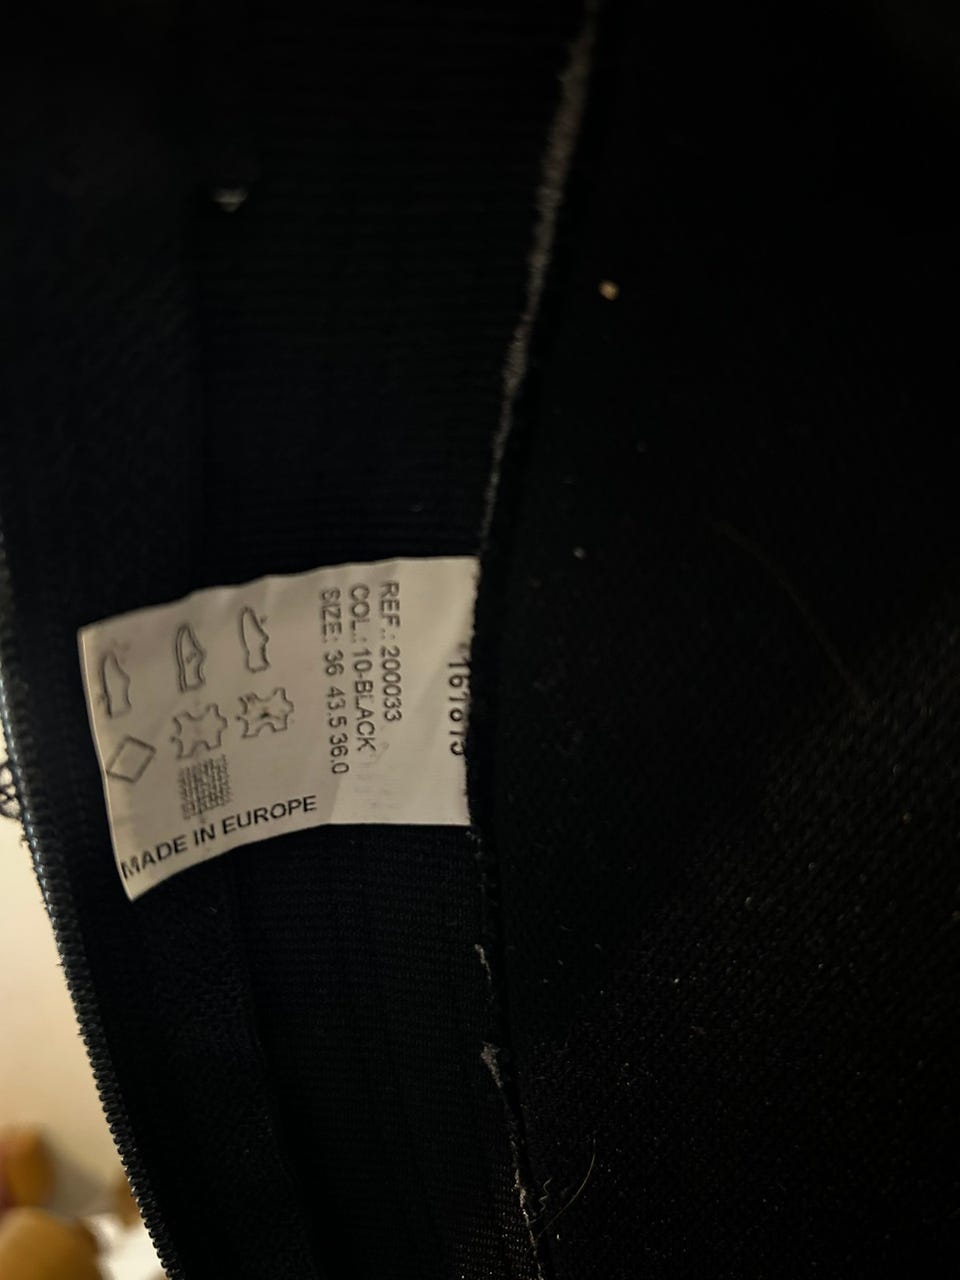 REF.: 200033
COL.: 10-BLACK
SIZE: 36 43.5 36.0
MADE IN EUROPE